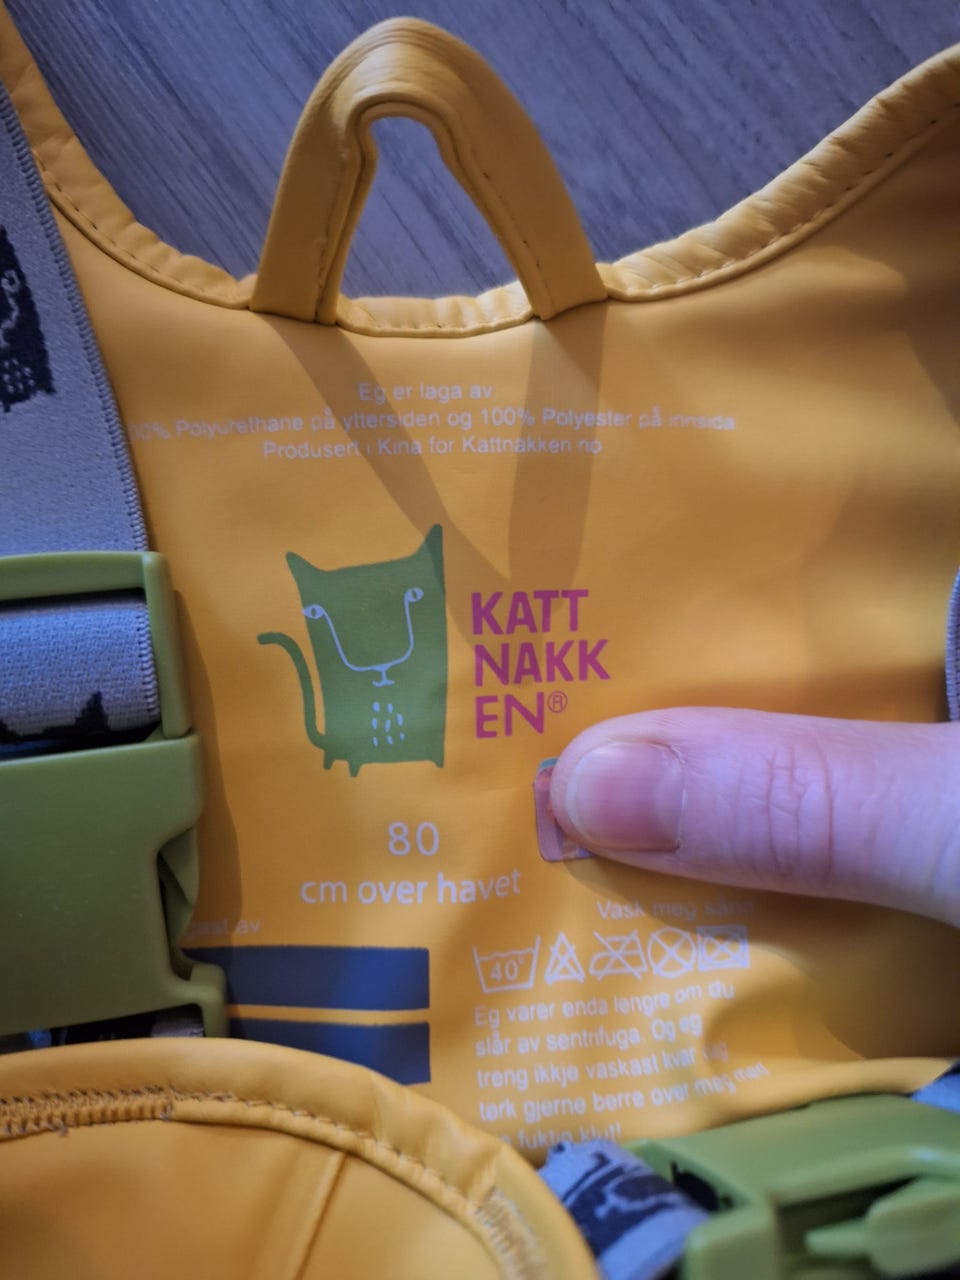 Eg er laga av:
100% Polyurethane på yttersiden og 100% Polyester på innsida
Produsert i Kina for Kattnakken.no
KATT
NAKK
EN®
80
cm over havet
av
Vask meg sånn
40°
Eg varer enda lengre om du
slår av sentrifuga. Og eg
treng ikkje vaskast kvar dag
tørk gjerne berre over meg med
fuktig klut!